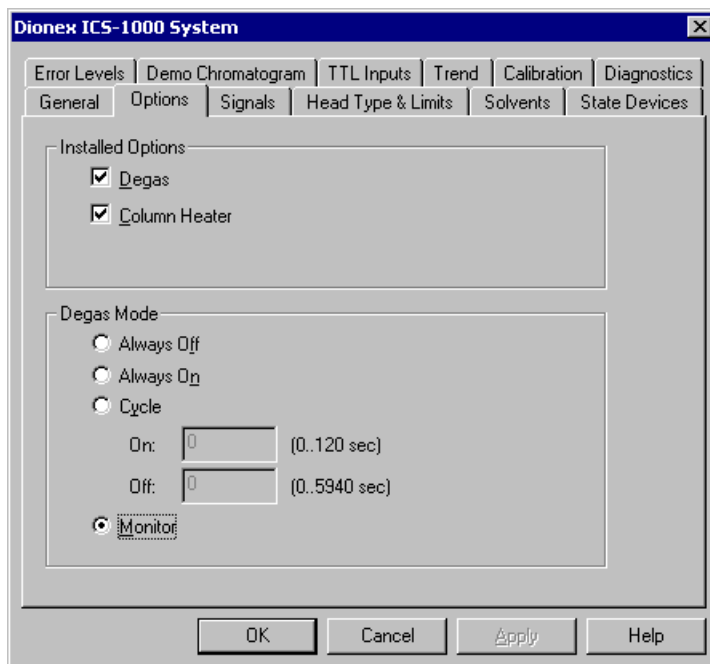 Dionex ICS-1000 System
Error Levels Demo Chromatogram TTL Inputs Trend Calibration Diagnostics
General Options Signals Head Type & Limits Solvents State Devices
Installed Options
Degas
Column Heater
Degas Mode
Always Off
Always On
Cycle
On: 0 (0..120 sec)
Off: 0 (0..5940 sec)
Monitor
OK Cancel Apply Help